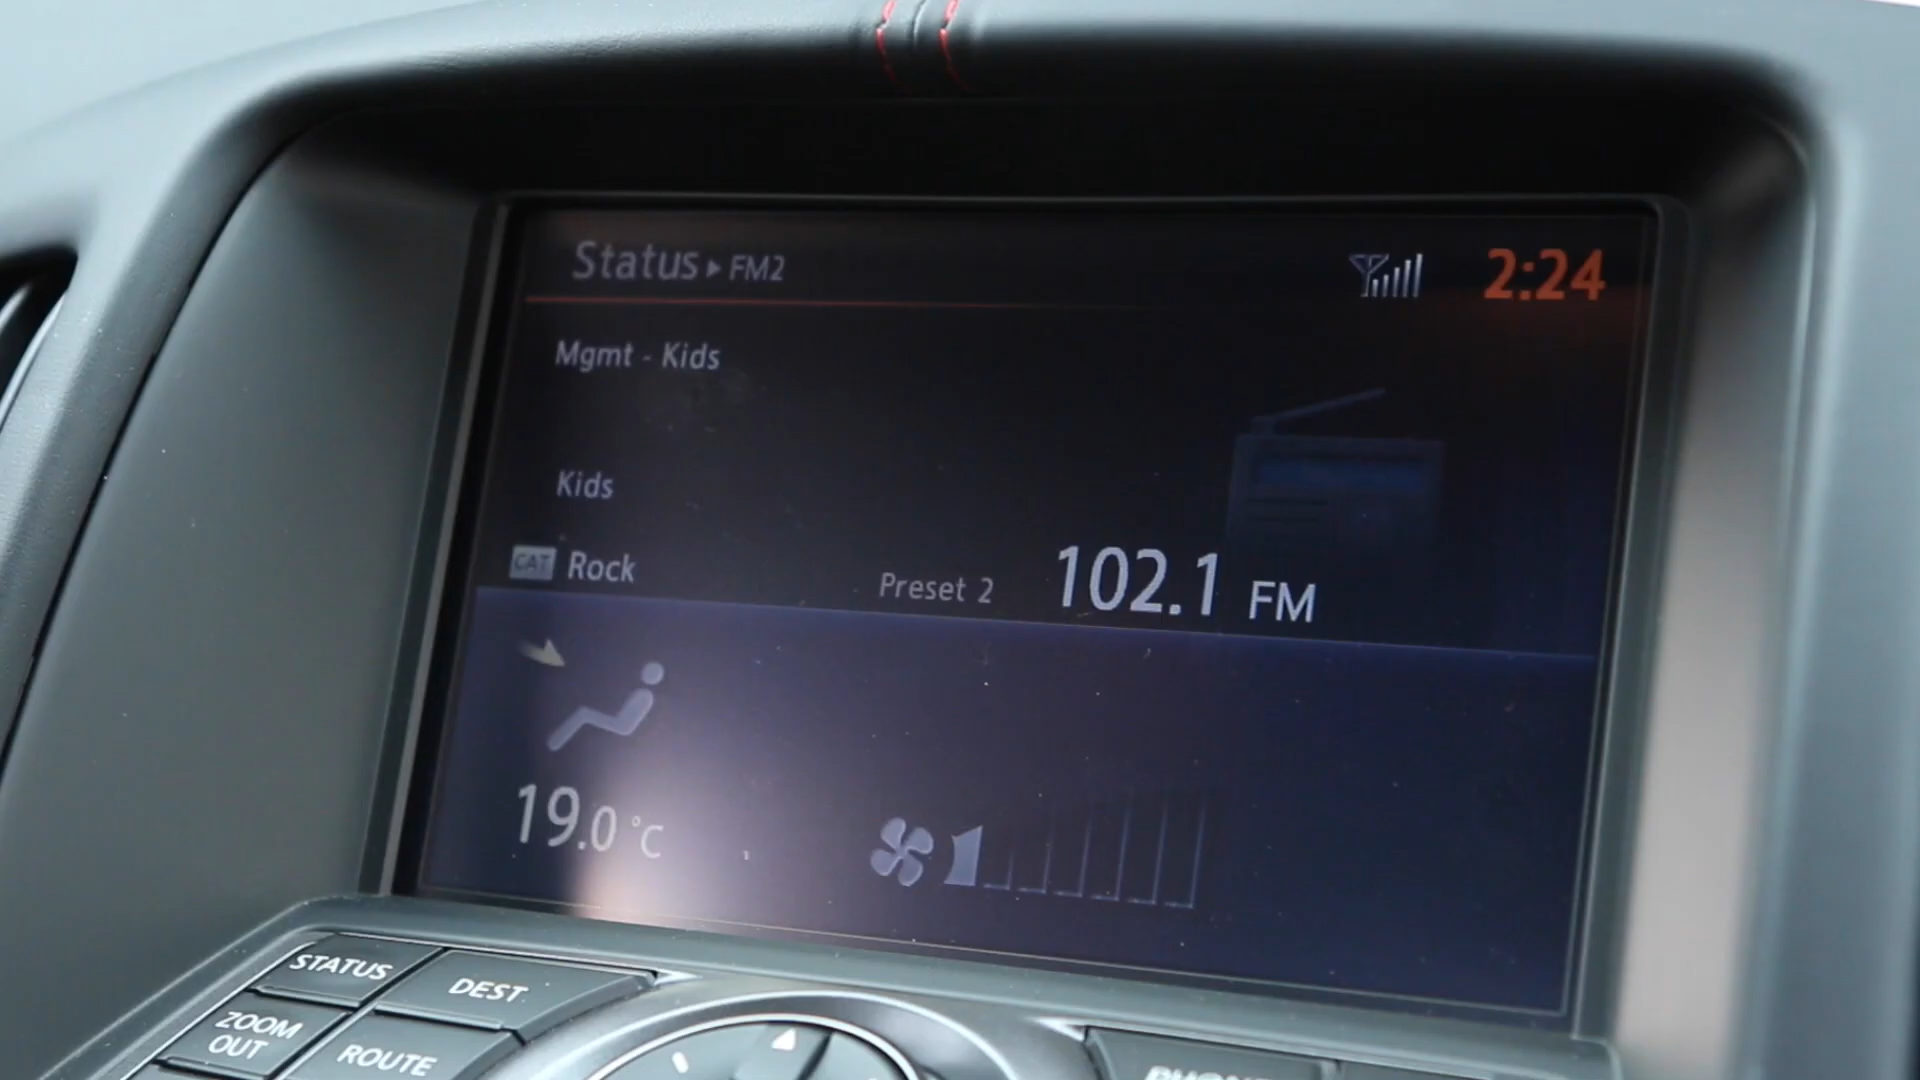 Status ▸ FM2
2:24
Mgmt - Kids
Kids
CAT Rock
Preset 2 102.1 FM
19.0 °C
STATUS
DEST
ZOOM
OUT
ROUTE